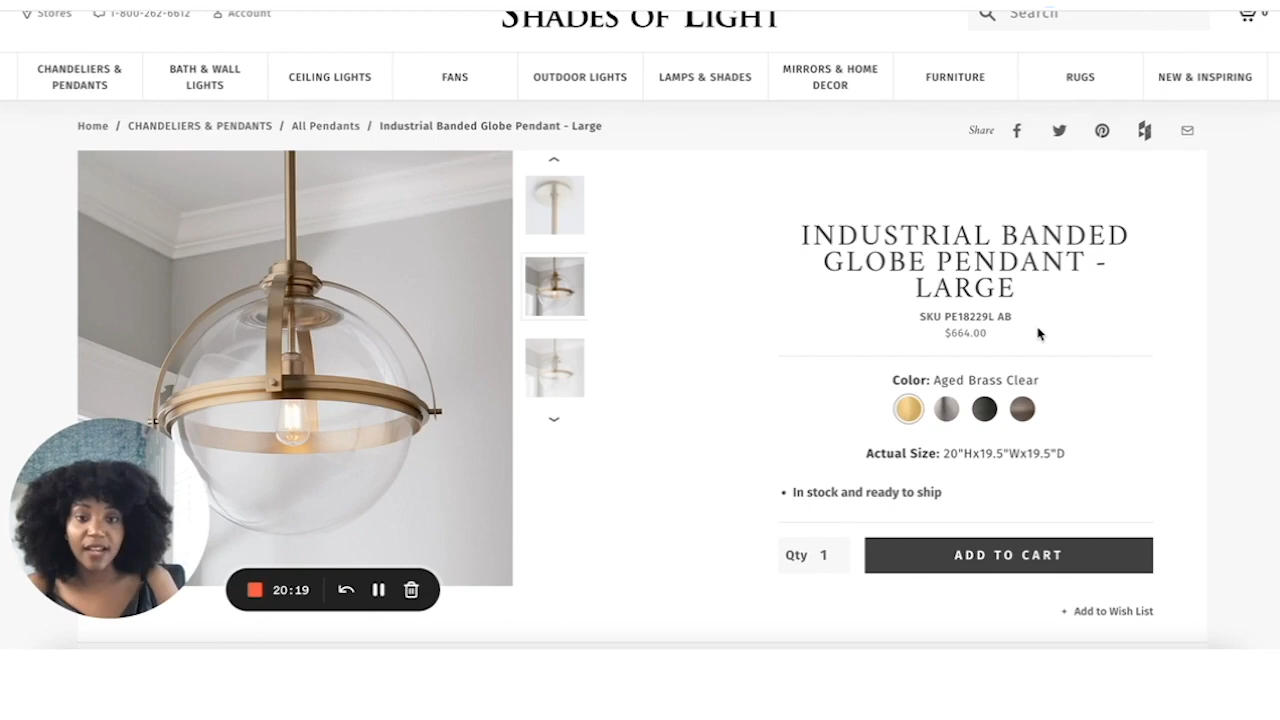 Stores
1-800-262-6612
Account
SHADES OF LIGHT
Search
0
CHANDELIERS & PENDANTS
BATH & WALL LIGHTS
CEILING LIGHTS
FANS
OUTDOOR LIGHTS
LAMPS & SHADES
MIRRORS & HOME DECOR
FURNITURE
RUGS
NEW & INSPIRING
Home / CHANDELIERS & PENDANTS / All Pendants / Industrial Banded Globe Pendant - Large
Share
INDUSTRIAL BANDED
GLOBE PENDANT -
LARGE
SKU PE18229L AB
$664.00
Color: Aged Brass Clear
Actual Size: 20"Hx19.5"Wx19.5"D
• In stock and ready to ship
Qty 1
ADD TO CART
20:19
+ Add to Wish List